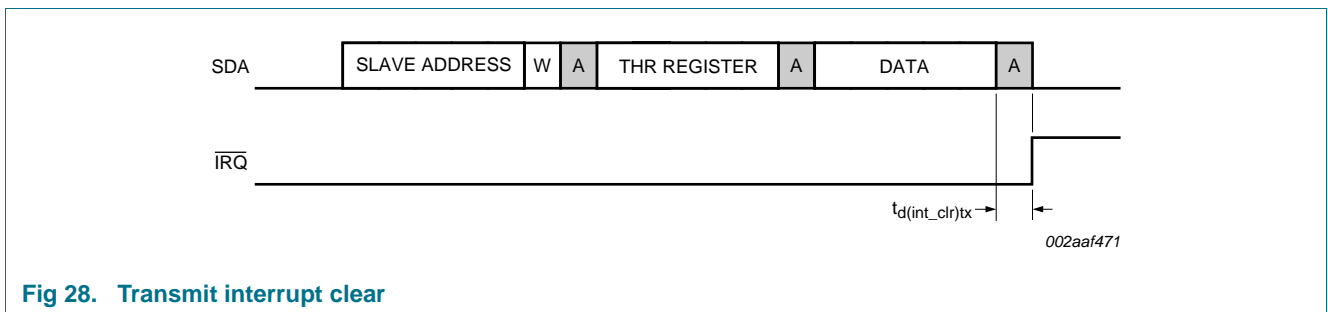 SDA SLAVE ADDRESS W A THR REGISTER A DATA A
IRQ
td(int_clr)tx
002aaf471
Fig 28. Transmit interrupt clear